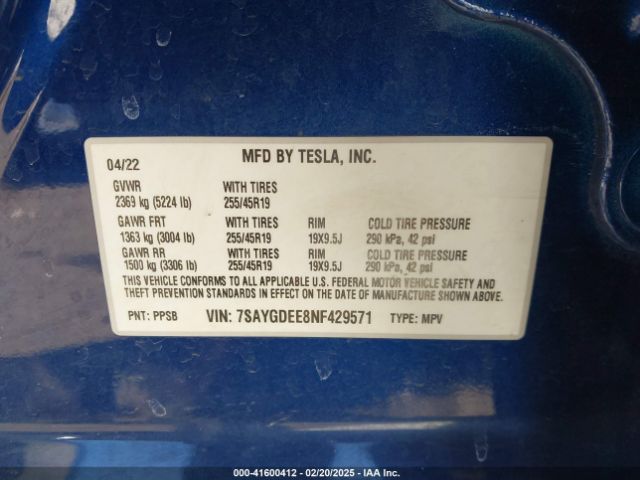 04/22 MFD BY TESLA, INC.
GVWR WITH TIRES
2369 kg (5224 lb) 255/45R19
GAWR FRT WITH TIRES RIM COLD TIRE PRESSURE
1363 kg (3004 lb) 255/45R19 19X9.5J 290 kPa, 42 psi
GAWR RR WITH TIRES RIM COLD TIRE PRESSURE
1500 kg (3306 lb) 255/45R19 19X9.5J 290 kPa, 42 psi
THIS VEHICLE CONFORMS TO ALL APPLICABLE U.S. FEDERAL MOTOR VEHICLE SAFETY AND
THEFT PREVENTION STANDARDS IN EFFECT ON THE DATE OF MANUFACTURE SHOWN ABOVE.
PNT: PPSB VIN: 7SAYGDEE8NF429571 TYPE: MPV
000-41600412 - 02/20/2025 - IAA Inc.